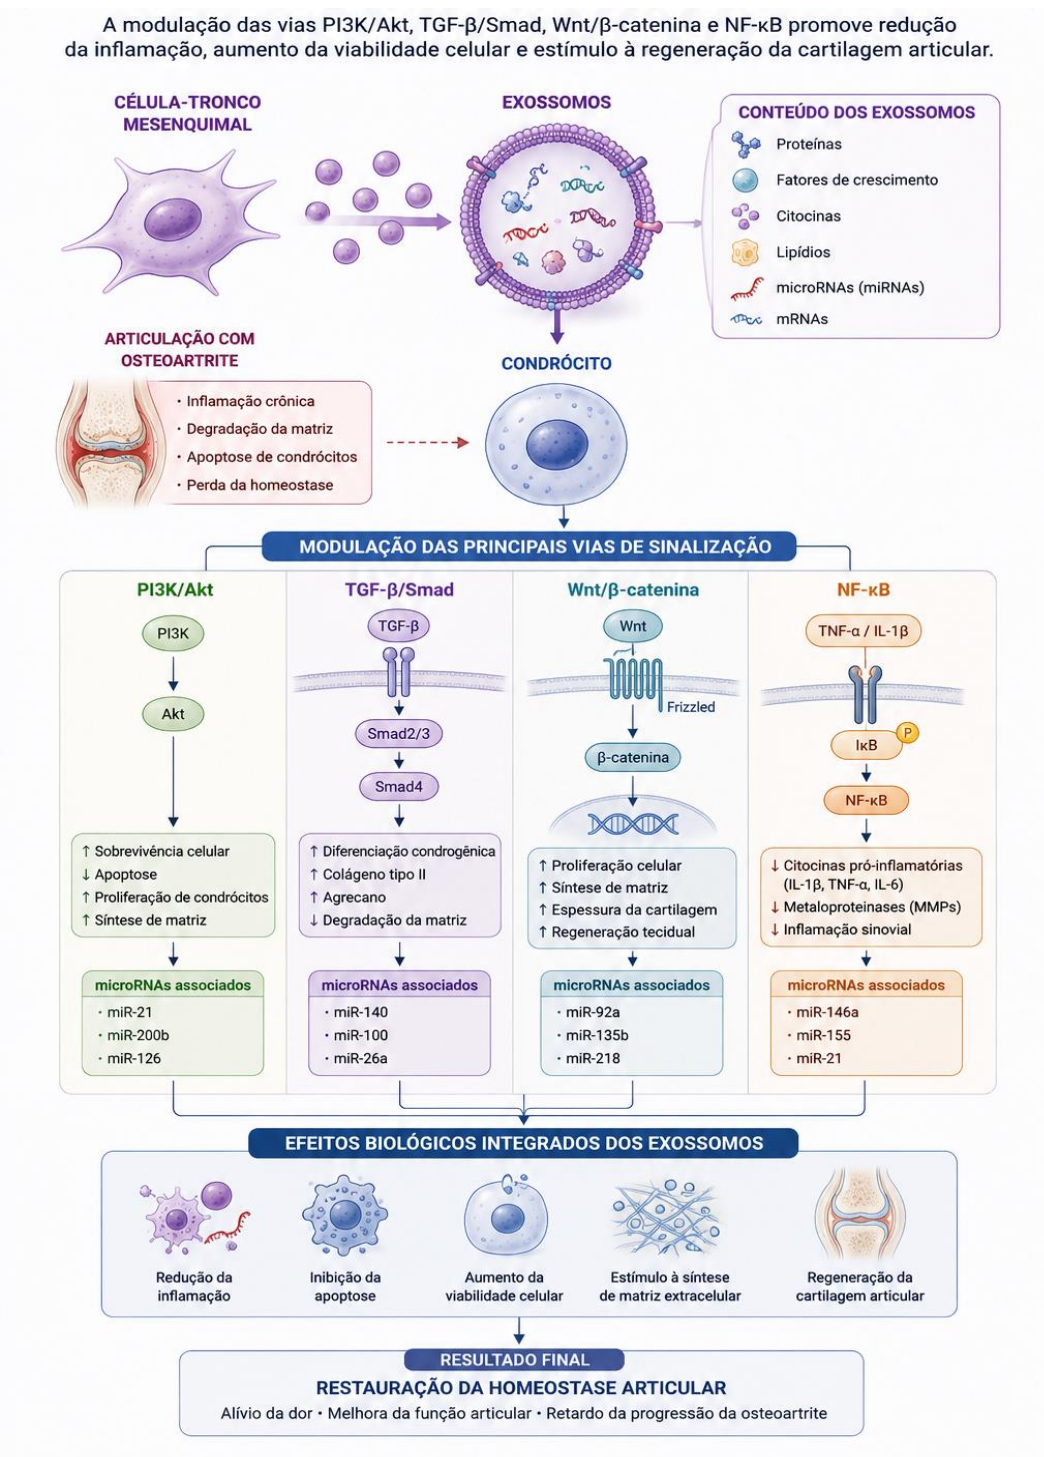 A modulação das vias PI3K/Akt, TGF-β/Smad, Wnt/β-catenina e NF-κB promove redução
da inflamação, aumento da viabilidade celular e estímulo à regeneração da cartilagem articular.
CÉLULA-TRONCO
MESENQUIMAL
EXOSSOMOS
CONTEÚDO DOS EXOSSOMOS
Proteínas
Fatores de crescimento
Citocinas
Lipídios
microRNAs (miRNAs)
mRNAs
ARTICULAÇÃO COM
OSTEOARTRITE
· Inflamação crônica
· Degradação da matriz
· Apoptose de condrócitos
· Perda da homeostase
CONDRÓCITO
MODULAÇÃO DAS PRINCIPAIS VIAS DE SINALIZAÇÃO
PI3K/Akt
PI3K
Akt
↑ Sobrevivência celular
↓ Apoptose
↑ Proliferação de condrócitos
↑ Síntese de matriz
microRNAs associados
· miR-21
· miR-200b
· miR-126
TGF-β/Smad
TGF-β
Smad2/3
Smad4
↑ Diferenciação condrogênica
↑ Colágeno tipo II
↑ Agrecano
↓ Degradação da matriz
microRNAs associados
· miR-140
· miR-100
· miR-26a
Wnt/β-catenina
Wnt
Frizzled
β-catenina
↑ Proliferação celular
↑ Síntese de matriz
↑ Espessura da cartilagem
↑ Regeneração tecidual
microRNAs associados
· miR-92a
· miR-135b
· miR-218
NF-κB
TNF-α / IL-1β
IκB
P
NF-κB
↓ Citocinas pró-inflamatórias
(IL-1β, TNF-α, IL-6)
↓ Metaloproteinases (MMPs)
↓ Inflamação sinovial
microRNAs associados
· miR-146a
· miR-155
· miR-21
EFEITOS BIOLÓGICOS INTEGRADOS DOS EXOSSOMOS
Redução da
inflamação
Inibição da
apoptose
Aumento da
viabilidade celular
Estímulo à síntese
de matriz extracelular
Regeneração da
cartilagem articular
RESULTADO FINAL
RESTAURAÇÃO DA HOMEOSTASE ARTICULAR
Alívio da dor · Melhora da função articular · Retardo da progressão da osteoartrite